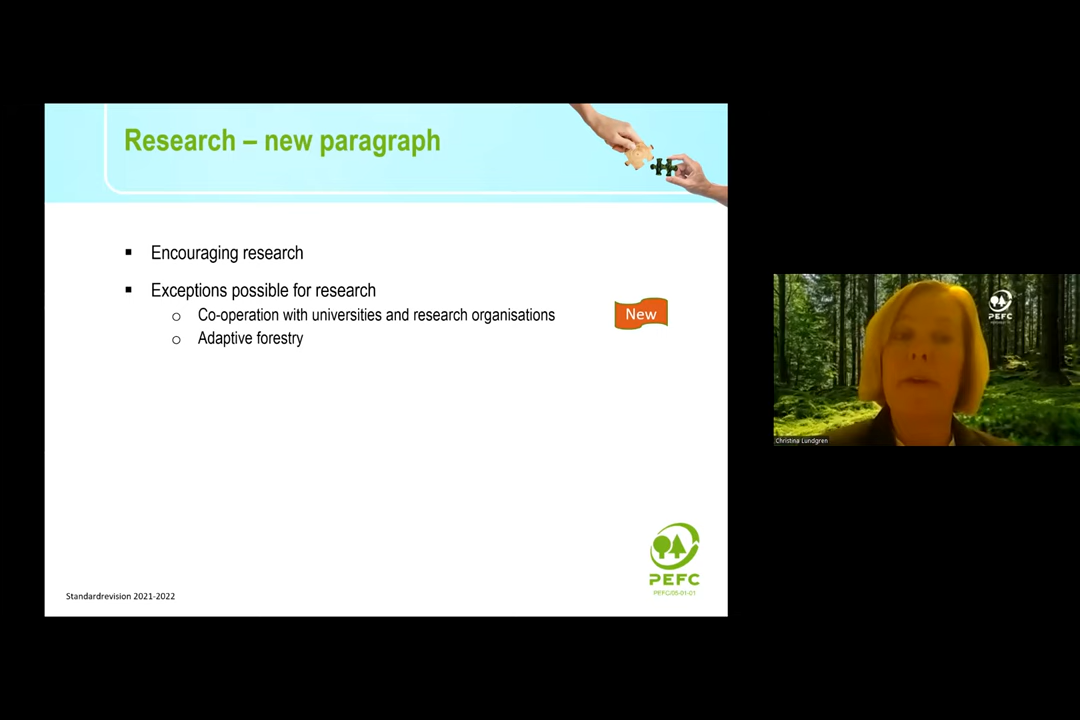 Research – new paragraph
Encouraging research
Exceptions possible for research
Co-operation with universities and research organisations
Adaptive forestry
New
PEFC
PEFC/05-01-01
Standardrevision 2021-2022
PEFC
Christina Lundgren